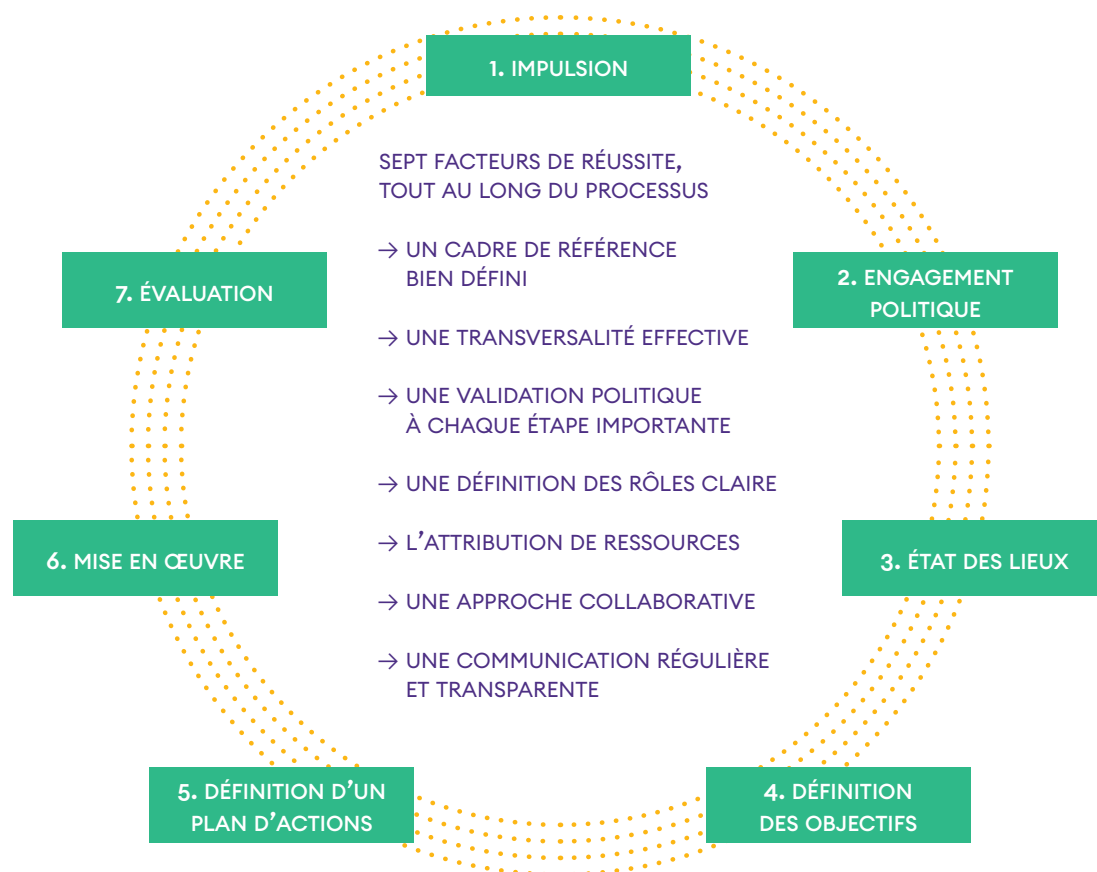 1. IMPULSION
SEPT FACTEURS DE RÉUSSITE,
TOUT AU LONG DU PROCESSUS
→ UN CADRE DE RÉFÉRENCE
BIEN DÉFINI
→ UNE TRANSVERSALITÉ EFFECTIVE
→ UNE VALIDATION POLITIQUE
À CHAQUE ÉTAPE IMPORTANTE
→ UNE DÉFINITION DES RÔLES CLAIRE
→ L’ATTRIBUTION DE RESSOURCES
→ UNE APPROCHE COLLABORATIVE
→ UNE COMMUNICATION RÉGULIÈRE
ET TRANSPARENTE
2. ENGAGEMENT
POLITIQUE
3. ÉTAT DES LIEUX
4. DÉFINITION
DES OBJECTIFS
5. DÉFINITION D’UN
PLAN D’ACTIONS
6. MISE EN ŒUVRE
7. ÉVALUATION